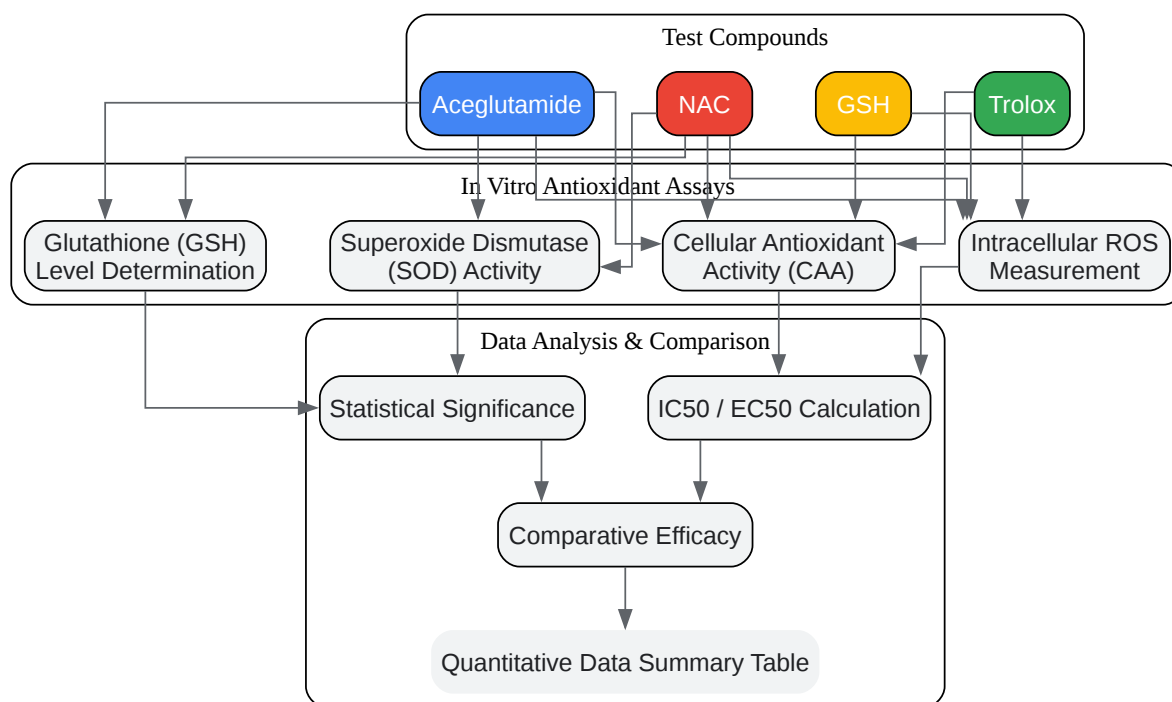 Test Compounds
Aceglutamide
NAC
GSH
Trolox
In Vitro Antioxidant Assays
Glutathione (GSH)
Level Determination
Superoxide Dismutase
(SOD) Activity
Cellular Antioxidant
Activity (CAA)
Intracellular ROS
Measurement
Data Analysis & Comparison
Statistical Significance
IC50 / EC50 Calculation
Comparative Efficacy
Quantitative Data Summary Table